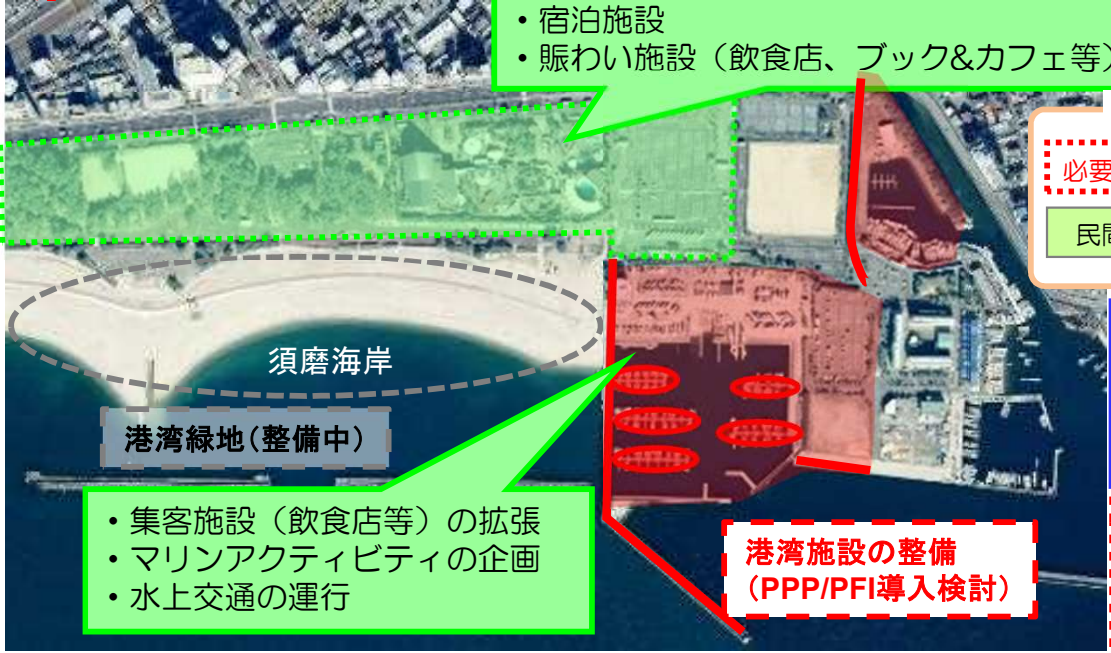 ・宿泊施設
・賑わい施設（飲食店、ブック&カフェ等）
必要
民間
須磨海岸
港湾緑地（整備中）
・集客施設（飲食店等）の拡張
・マリンアクティビティの企画
・水上交通の運行
港湾施設の整備
（PPP/PFI導入検討）